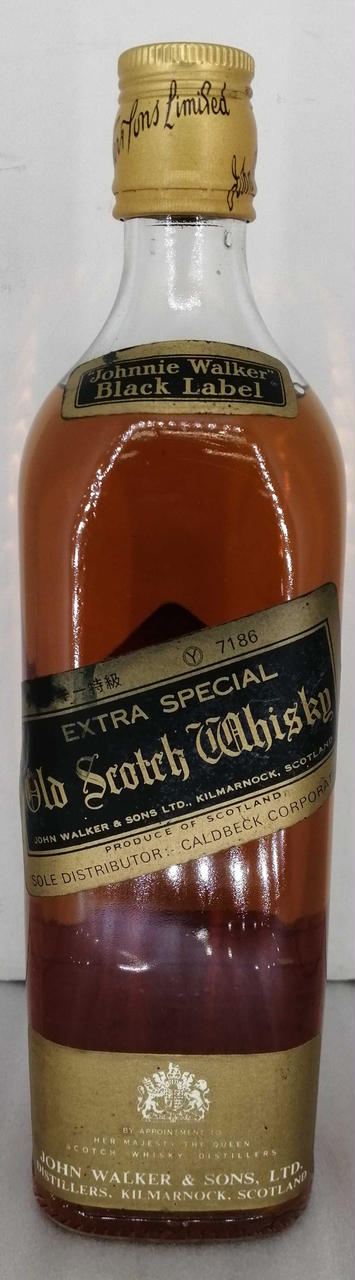 Sons Limited
"Johnnie Walker"
Black Label
特級
Ⓨ 7186
EXTRA SPECIAL
Old Scotch Whisky
JOHN WALKER & SONS LTD., KILMARNOCK, SCOTLAND
PRODUCE OF SCOTLAND
SOLE DISTRIBUTOR:- CALDBECK
BY APPOINTMENT TO
HER MAJESTY THE QUEEN
SCOTCH WHISKY DISTILLERS
JOHN WALKER & SONS, LTD.
DISTILLERS, KILMARNOCK, SCOTLAND